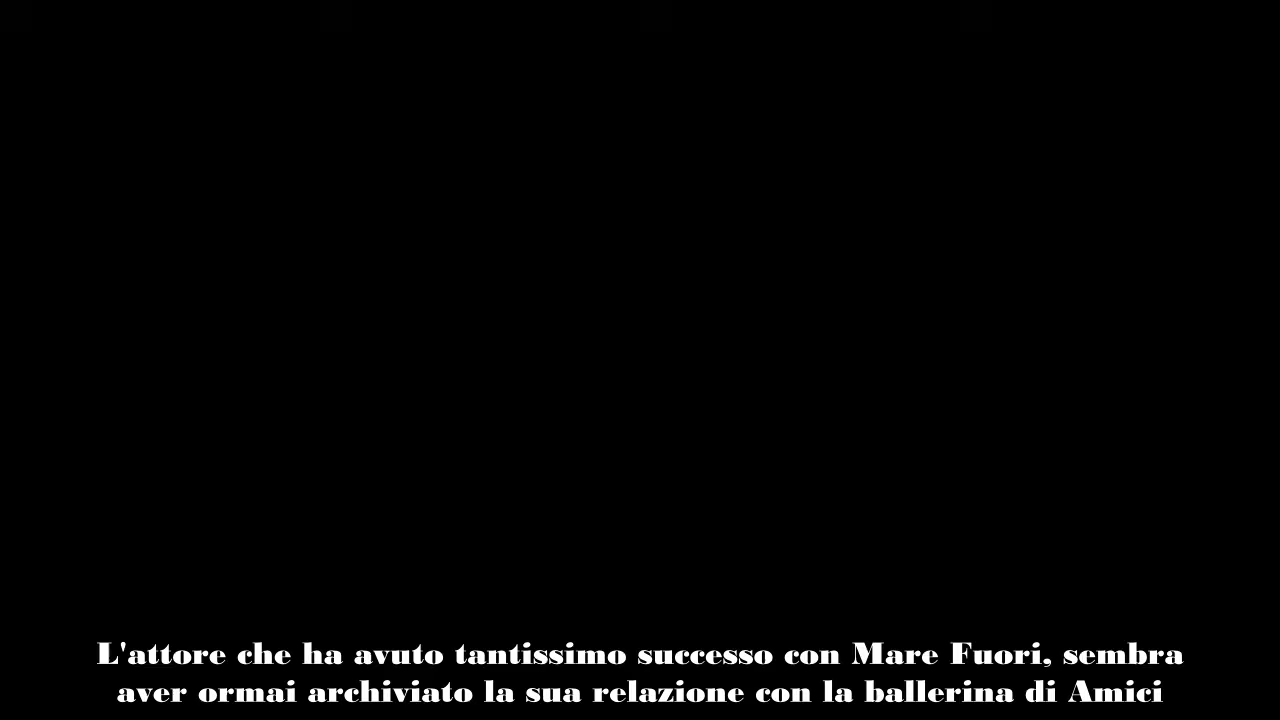 L'attore che ha avuto tantissimo successo con Mare Fuori, sembra
aver ormai archiviato la sua relazione con la ballerina di Amici